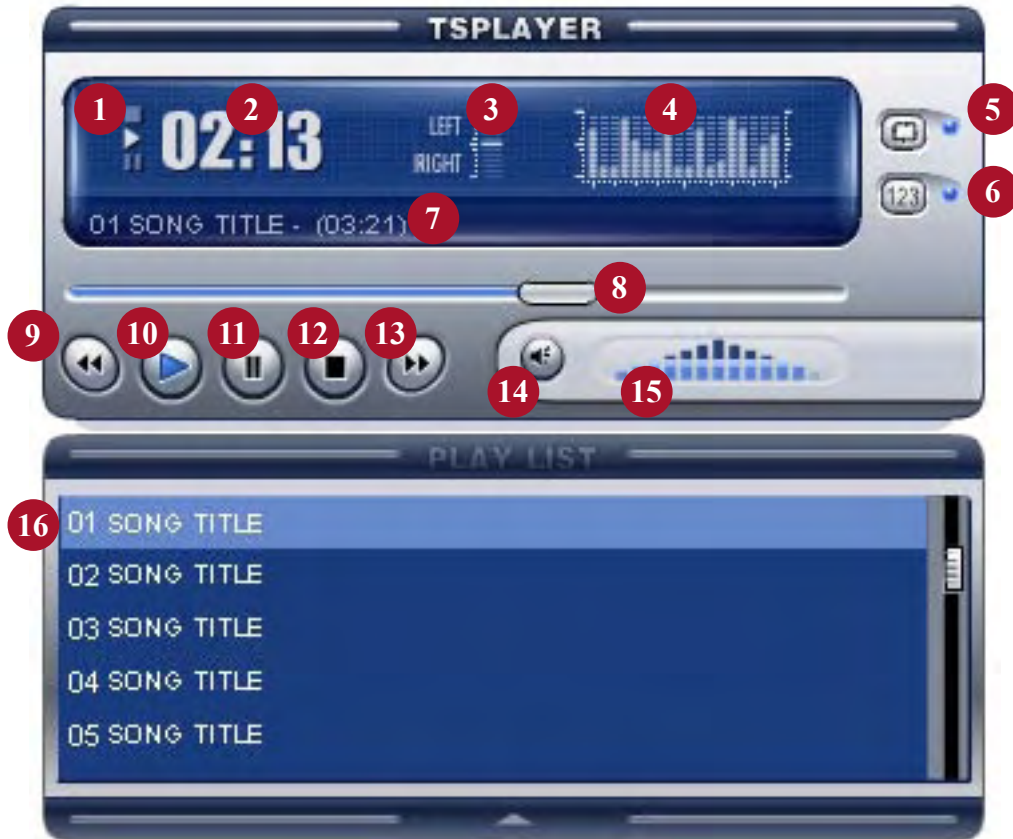 TSPLAYER
1 2 3 4 5
02:13 LEFT
RIGHT
123 6
01 SONG TITLE - (03:21) 7
8
9 10 11 12 13
14 15
PLAY LIST
16 01 SONG TITLE
02 SONG TITLE
03 SONG TITLE
04 SONG TITLE
05 SONG TITLE